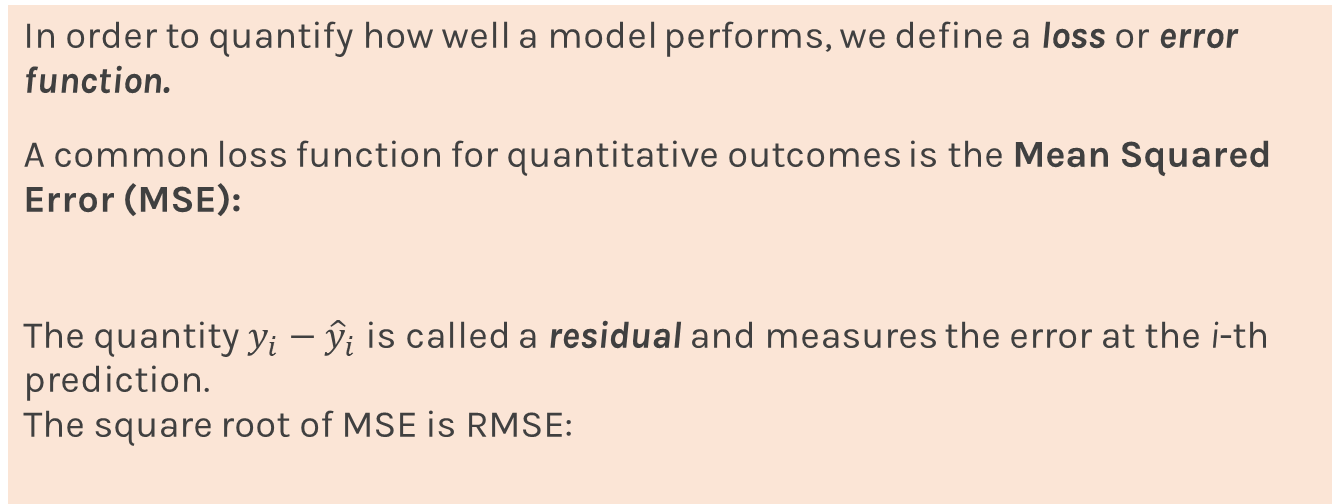 In order to quantify how well a model performs, we define a loss or error
function.
A common loss function for quantitative outcomes is the Mean Squared
Error (MSE):
The quantity yᵢ − ŷᵢ is called a residual and measures the error at the i-th
prediction.
The square root of MSE is RMSE: